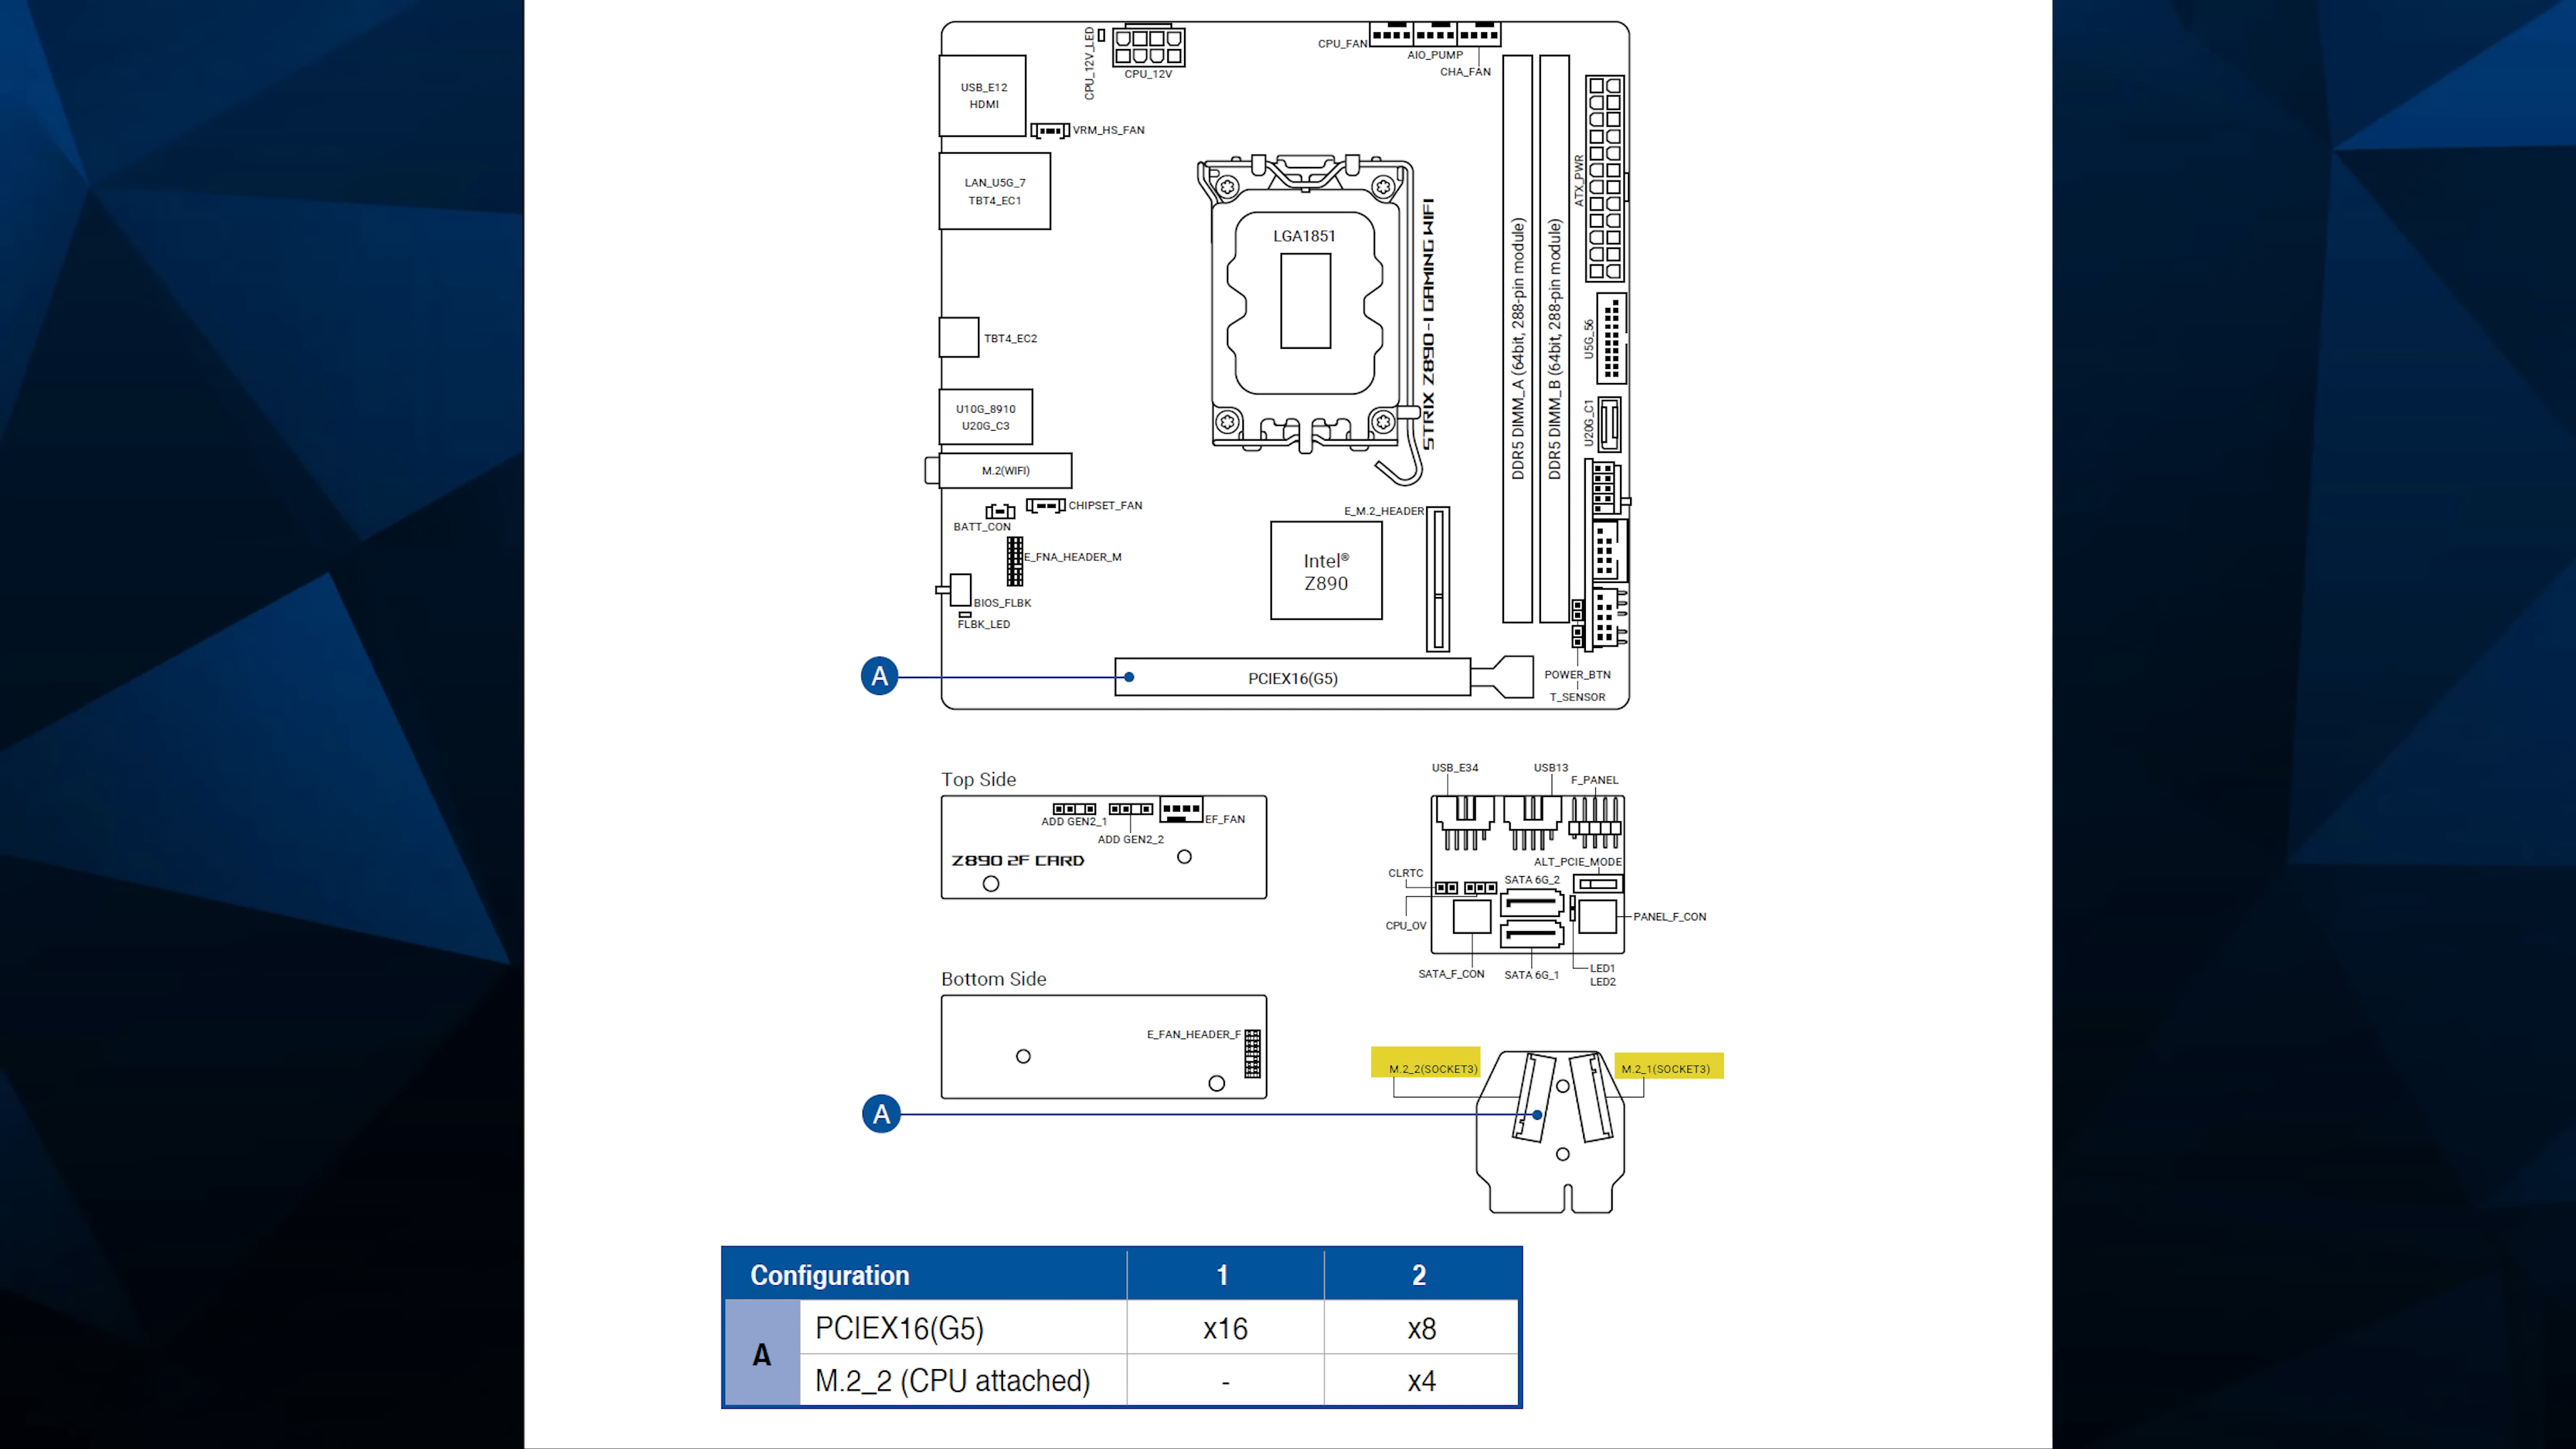 CPU_12V_LED
CPU_12V
CPU_FAN
AIO_PUMP
CHA_FAN
USB_E12
HDMI
VRM_HS_FAN
LAN_U5G_7
TBT4_EC1
ATX_PWR
LGA1851
STRIX Z890-I GAMING WIFI
DDR5 DIMM_A (64bit, 288-pin module)
DDR5 DIMM_B (64bit, 288-pin module)
TBT4_EC2
U5G_56
U10G_8910
U20G_C3
U20G_C1
M.2(WIFI)
CHIPSET_FAN
BATT_CON
E_M.2_HEADER
E_FNA_HEADER_M
Intel®
Z890
BIOS_FLBK
FLBK_LED
A
PCIEX16(G5)
POWER_BTN
T_SENSOR
Top Side
ADD GEN2_1
ADD GEN2_2
EF_FAN
Z890 2F CARD
USB_E34
USB13
F_PANEL
ALT_PCIE_MODE
CLRTC
SATA 6G_2
CPU_OV
PANEL_F_CON
SATA_F_CON
SATA 6G_1
LED1
LED2
Bottom Side
E_FAN_HEADER_F
M.2_2(SOCKET3)
M.2_1(SOCKET3)
A
Configuration 1 2
A
PCIEX16(G5) x16 x8
M.2_2 (CPU attached) - x4